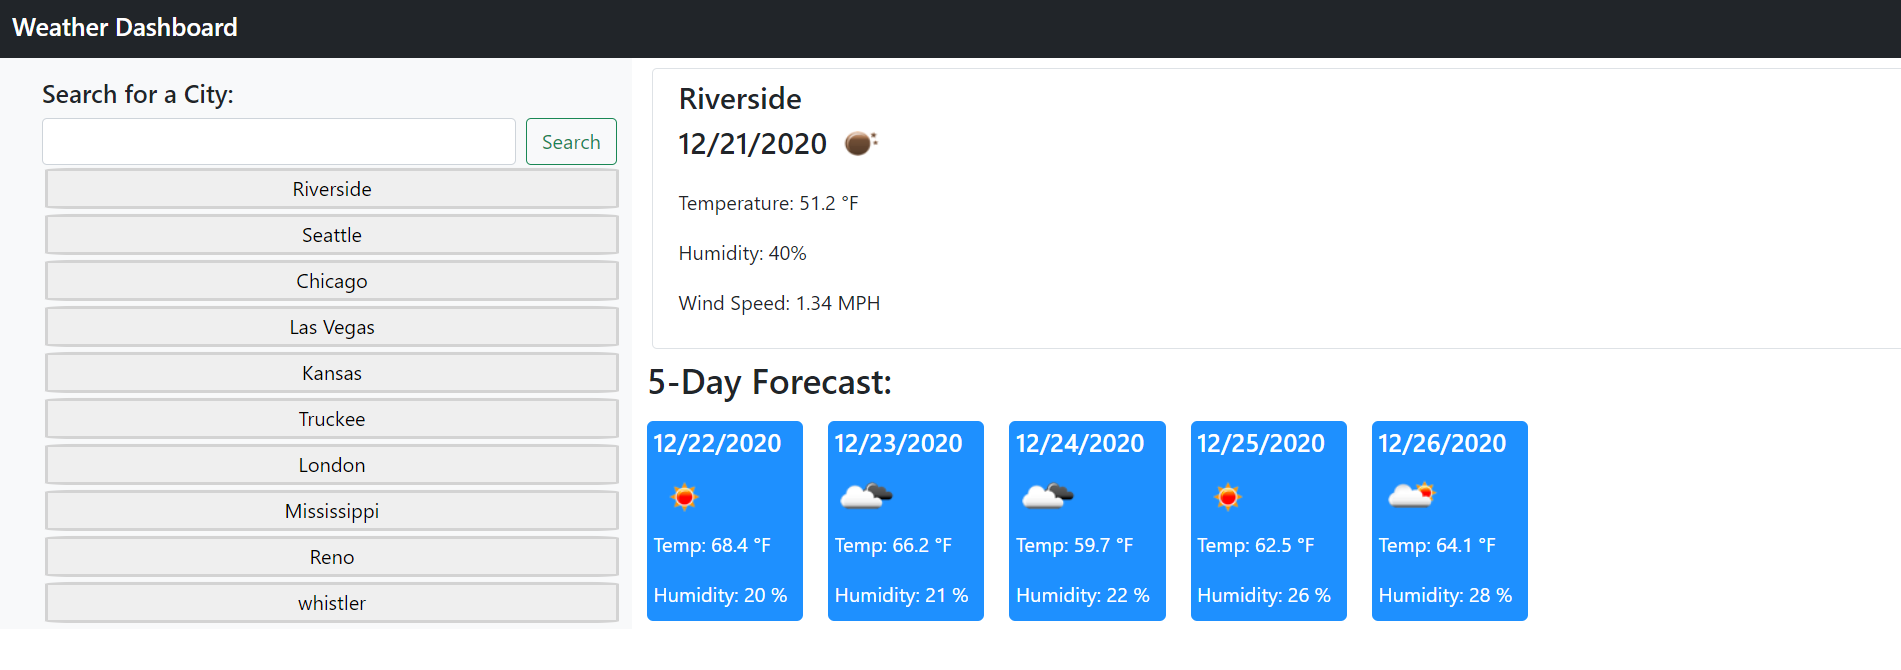 Weather Dashboard
Search for a City:
Search
Riverside
Seattle
Chicago
Las Vegas
Kansas
Truckee
London
Mississippi
Reno
whistler
Riverside
12/21/2020
Temperature: 51.2 °F
Humidity: 40%
Wind Speed: 1.34 MPH
5-Day Forecast:
12/22/2020
Temp: 68.4 °F
Humidity: 20 %
12/23/2020
Temp: 66.2 °F
Humidity: 21 %
12/24/2020
Temp: 59.7 °F
Humidity: 22 %
12/25/2020
Temp: 62.5 °F
Humidity: 26 %
12/26/2020
Temp: 64.1 °F
Humidity: 28 %